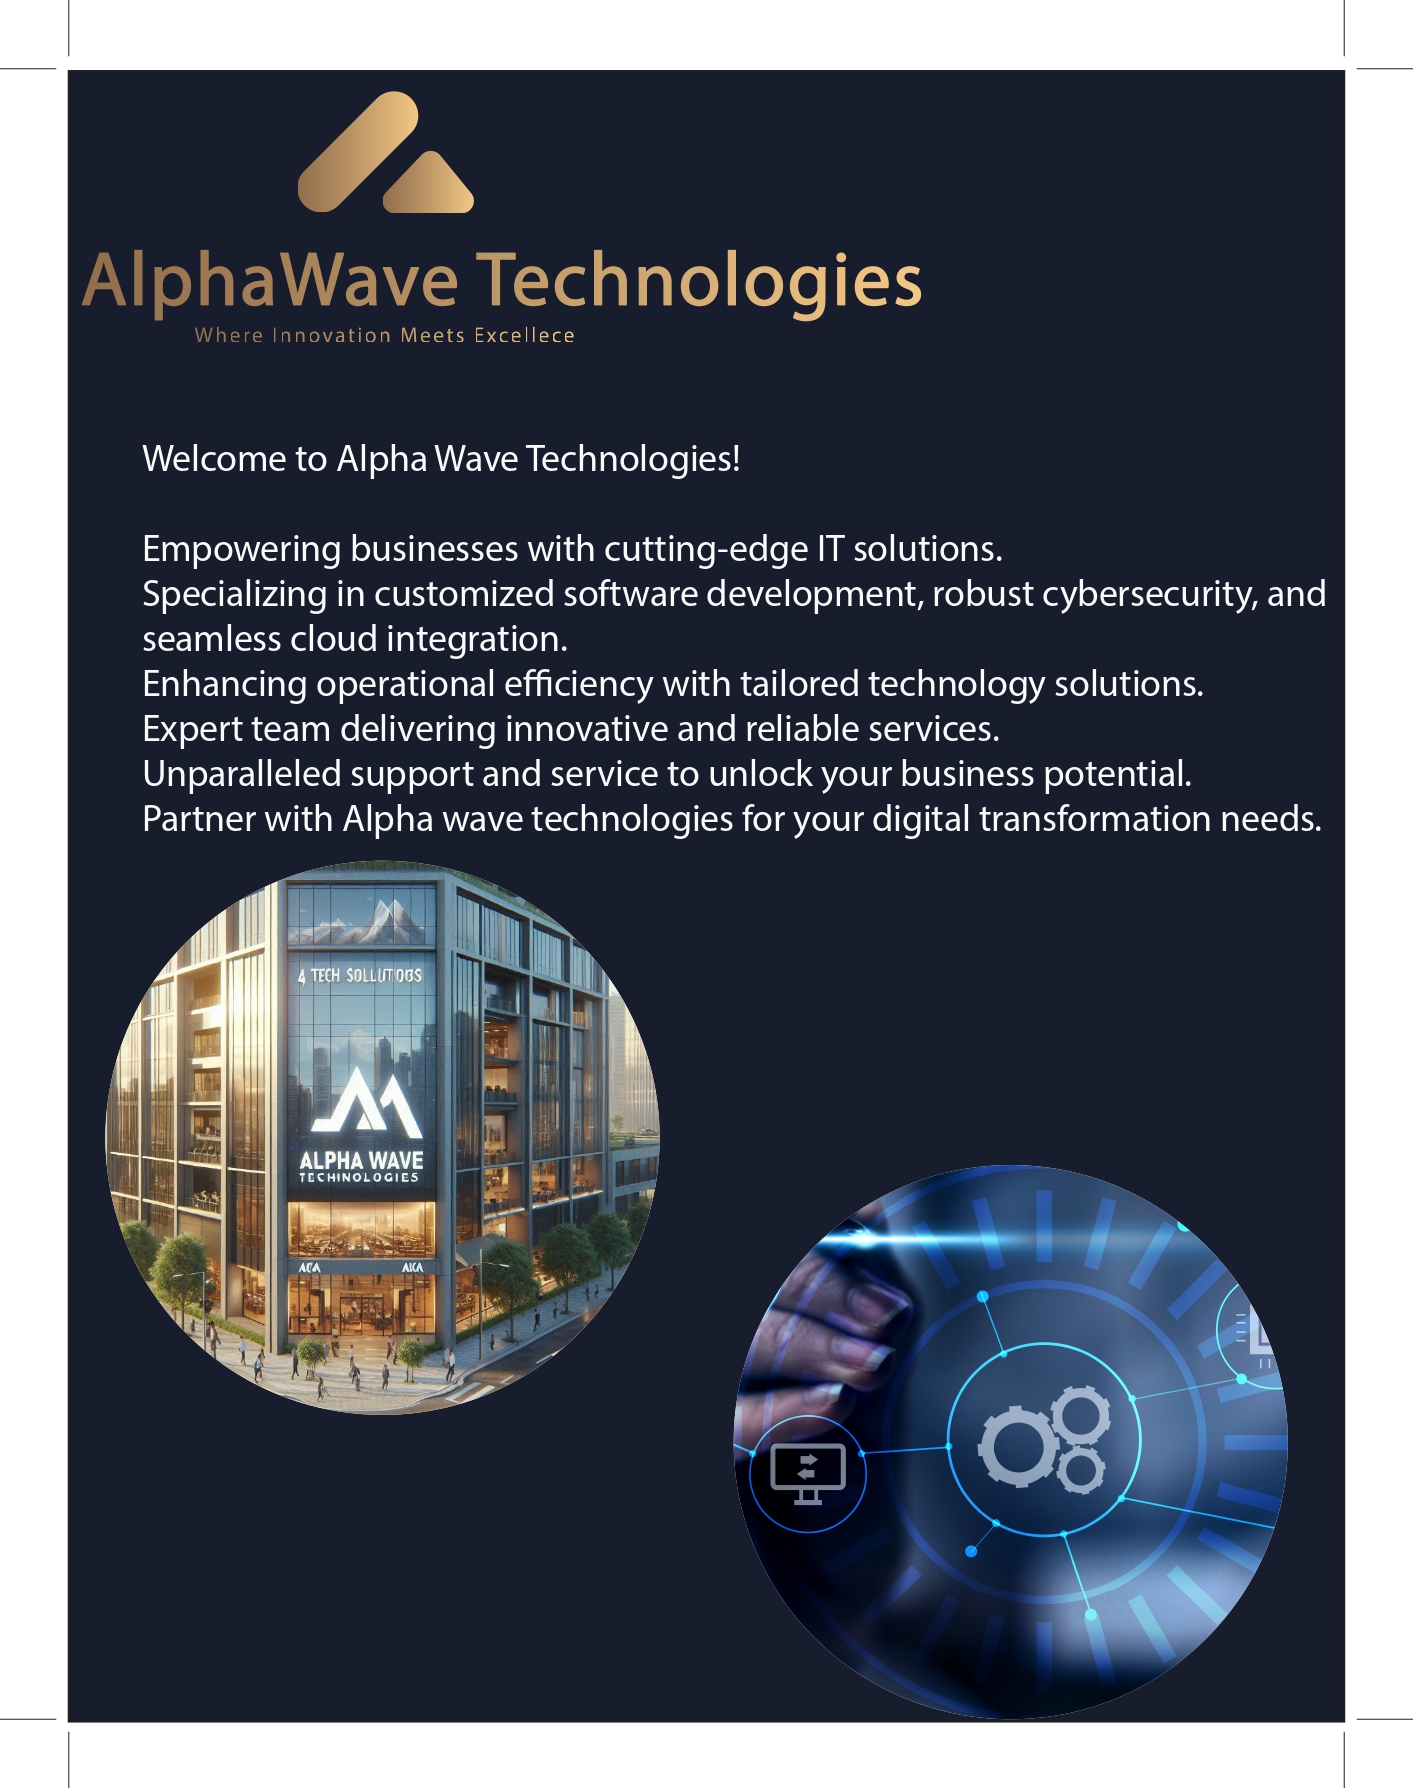 AlphaWave Technologies
Where Innovation Meets Excellece
Welcome to Alpha Wave Technologies!
Empowering businesses with cutting-edge IT solutions.
Specializing in customized software development, robust cybersecurity, and
seamless cloud integration.
Enhancing operational efficiency with tailored technology solutions.
Expert team delivering innovative and reliable services.
Unparalleled support and service to unlock your business potential.
Partner with Alpha wave technologies for your digital transformation needs.
4 TECH SOLLUTIOGS
ALPHA WAVE
TECHINOLOGIES